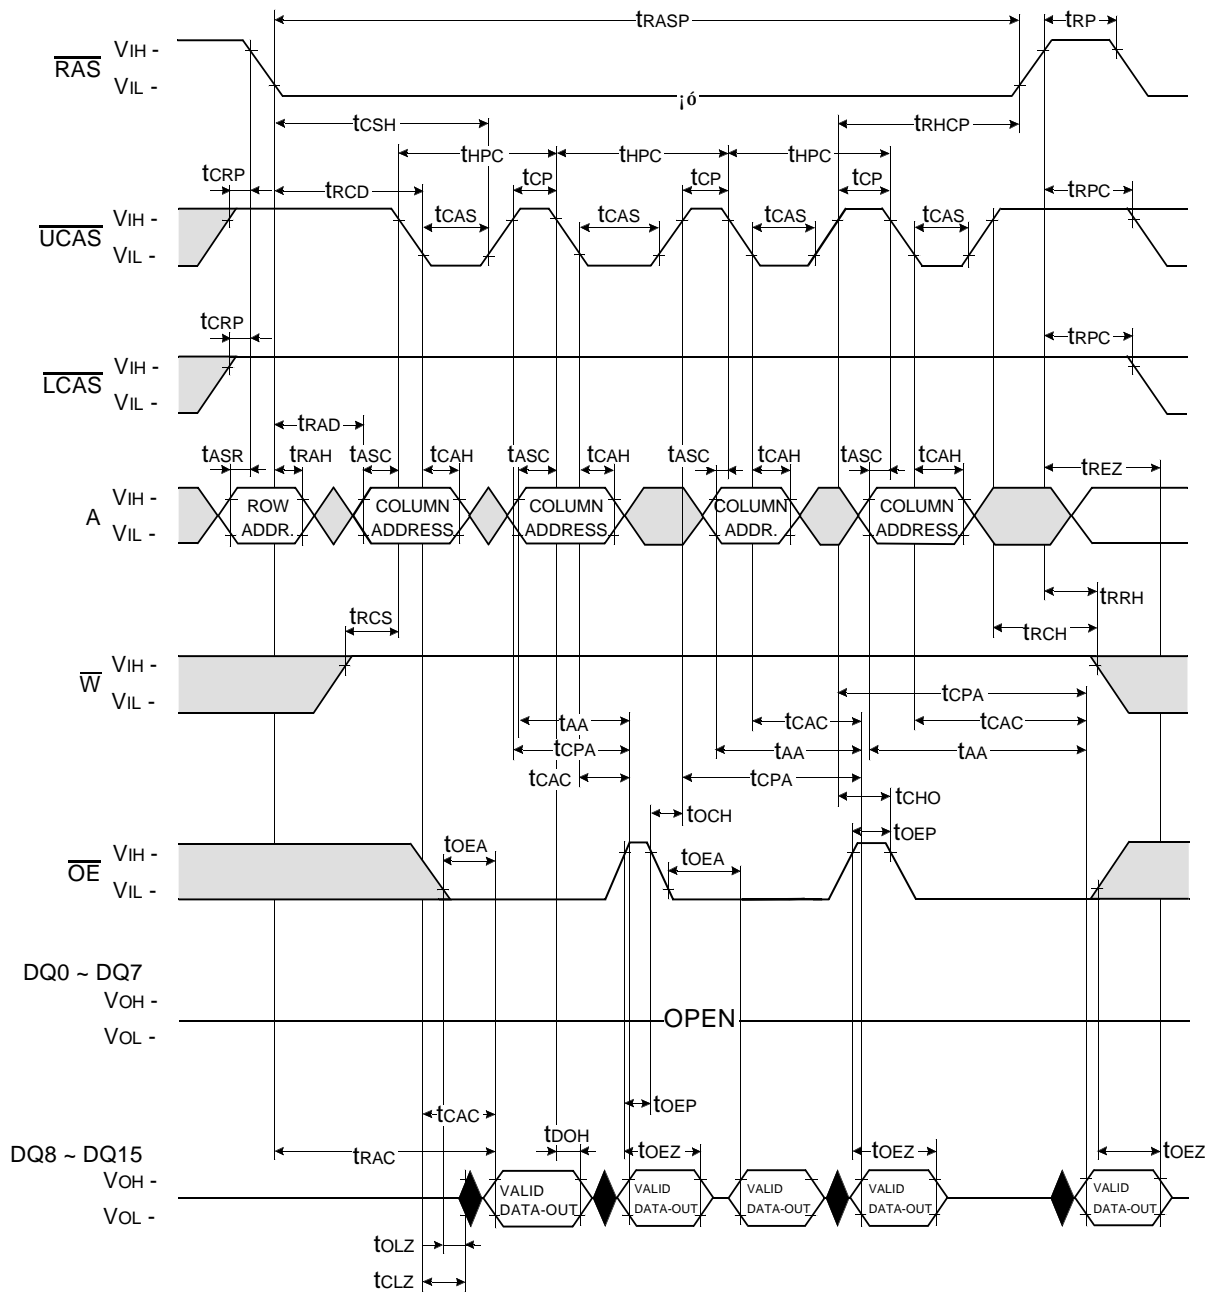 tRASP tRP
RAS VIH -
VIL -
¡ó
tCSH tRHCP
tHPC tHPC tHPC
tCRP tCP tCP tCP
tRCD tRPC
tCAS tCAS tCAS tCAS
UCAS VIH -
VIL -
tCRP tRPC
LCAS VIH -
VIL -
tRAD
tASR tRAH tASC tCAH tASC tCAH tASC tCAH tASC tCAH
tREZ
A VIH -
VIL -
ROW COLUMN COLUMN COLUMN COLUMN
ADDR. ADDRESS ADDRESS ADDR. ADDRESS
tRRH
tRCS tRCH
W VIH -
VIL -
tCPA
tAA tCAC tCAC
tCPA tAA tAA
tCAC tCPA
tCHO
tOCH
tOEP
tOEA tOEA
OE VIH -
VIL -
DQ0 ~ DQ7
VOH -
OPEN
VOL -
tOEP
tCAC
tDOH
tRAC tOEZ tOEZ tOEZ
DQ8 ~ DQ15
VOH -
VOL -
VALID VALID VALID VALID VALID
DATA-OUT DATA-OUT DATA-OUT DATA-OUT DATA-OUT
tOLZ
tCLZ